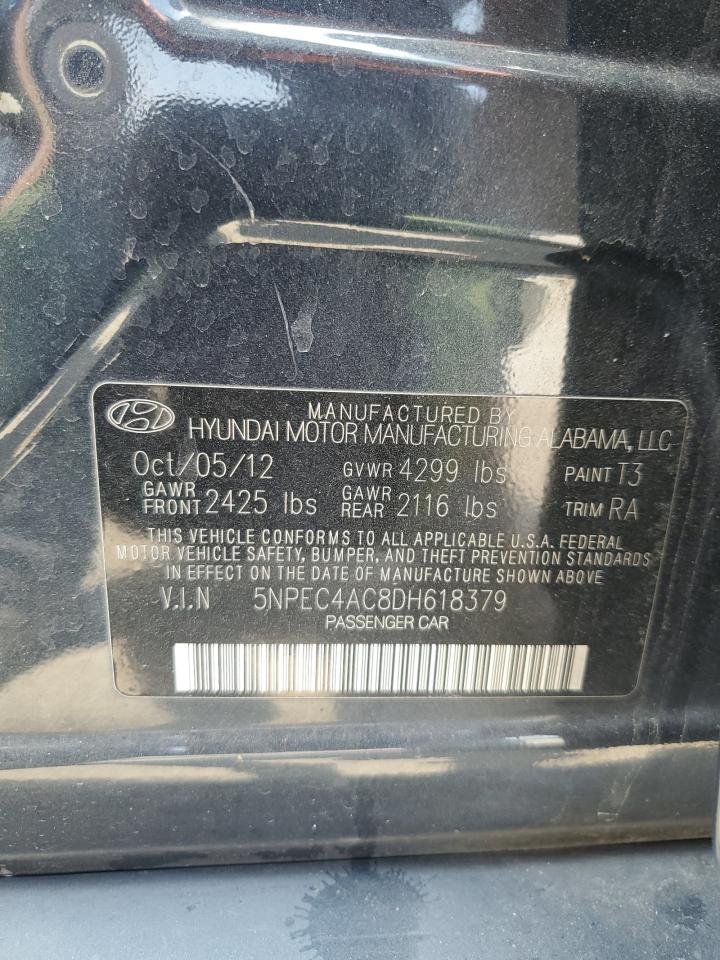 MANUFACTURED BY
HYUNDAI MOTOR MANUFACTURING ALABAMA, LLC
Oct/05/12 GVWR 4299 lbs PAINT T3
GAWR FRONT 2425 lbs GAWR REAR 2116 lbs TRIM RA
THIS VEHICLE CONFORMS TO ALL APPLICABLE U.S.A. FEDERAL
MOTOR VEHICLE SAFETY, BUMPER, AND THEFT PREVENTION STANDARDS
IN EFFECT ON THE DATE OF MANUFACTURE SHOWN ABOVE
V.I.N 5NPEC4AC8DH618379
PASSENGER CAR